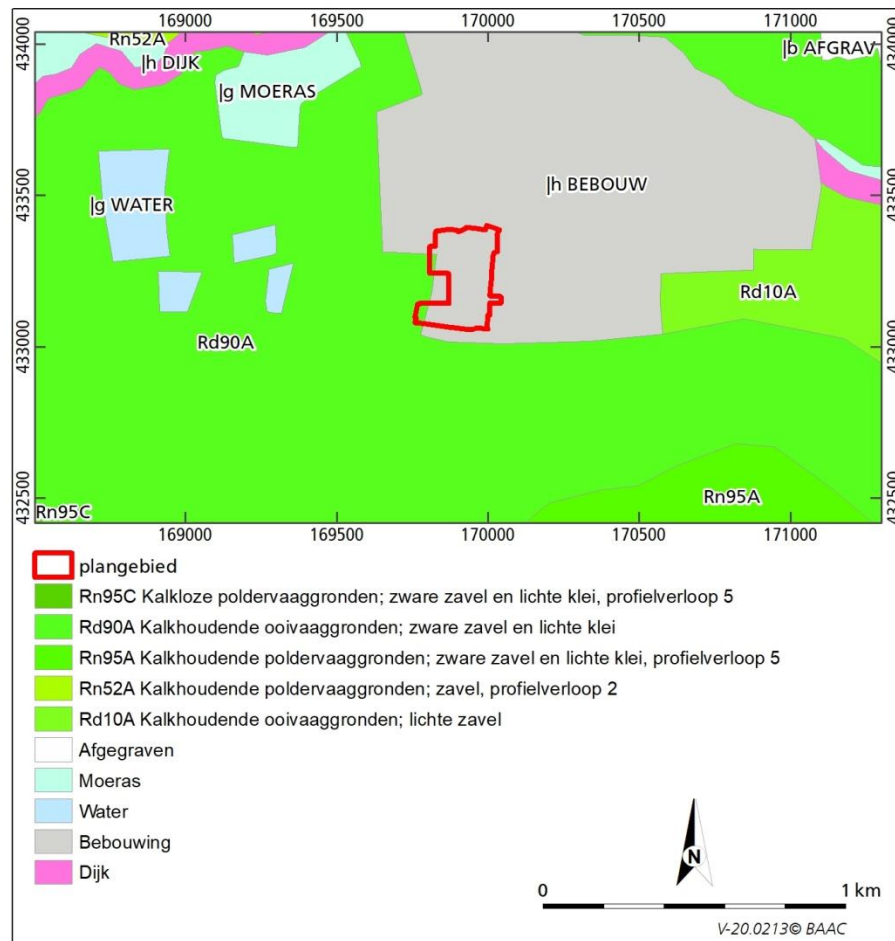 169000 169500 170000 170500 171000
434000 434000
Rn52A
|b AFGRAV
|h DIJK
|g MOERAS
433500 433500
|h BEBOUW
|g WATER
Rd10A
Rd90A
433000 433000
432500 432500
Rn95A
Rn95C
169000 169500 170000 170500 171000
plangebied
Rn95C Kalkloze poldervaaggronden; zware zavel en lichte klei, profielverloop 5
Rd90A Kalkhoudende ooivaaggronden; zware zavel en lichte klei
Rn95A Kalkhoudende poldervaaggronden; zware zavel en lichte klei, profielverloop 5
Rn52A Kalkhoudende poldervaaggronden; zavel, profielverloop 2
Rd10A Kalkhoudende ooivaaggronden; lichte zavel
Afgegraven
Moeras
Water
Bebouwing
Dijk
N
0 1 km
V-20.0213© BAAC